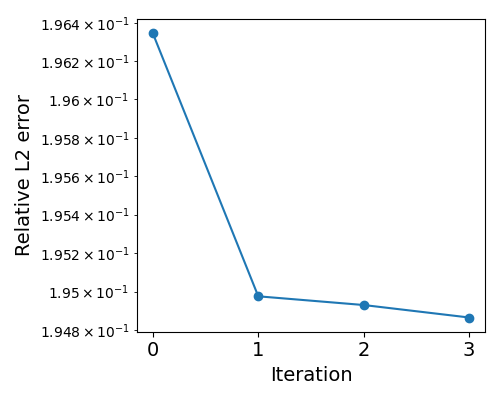 1.964 × 10⁻¹
1.962 × 10⁻¹
1.96 × 10⁻¹
1.958 × 10⁻¹
1.956 × 10⁻¹
1.954 × 10⁻¹
1.952 × 10⁻¹
1.95 × 10⁻¹
1.948 × 10⁻¹
Relative L2 error
0 1 2 3
Iteration